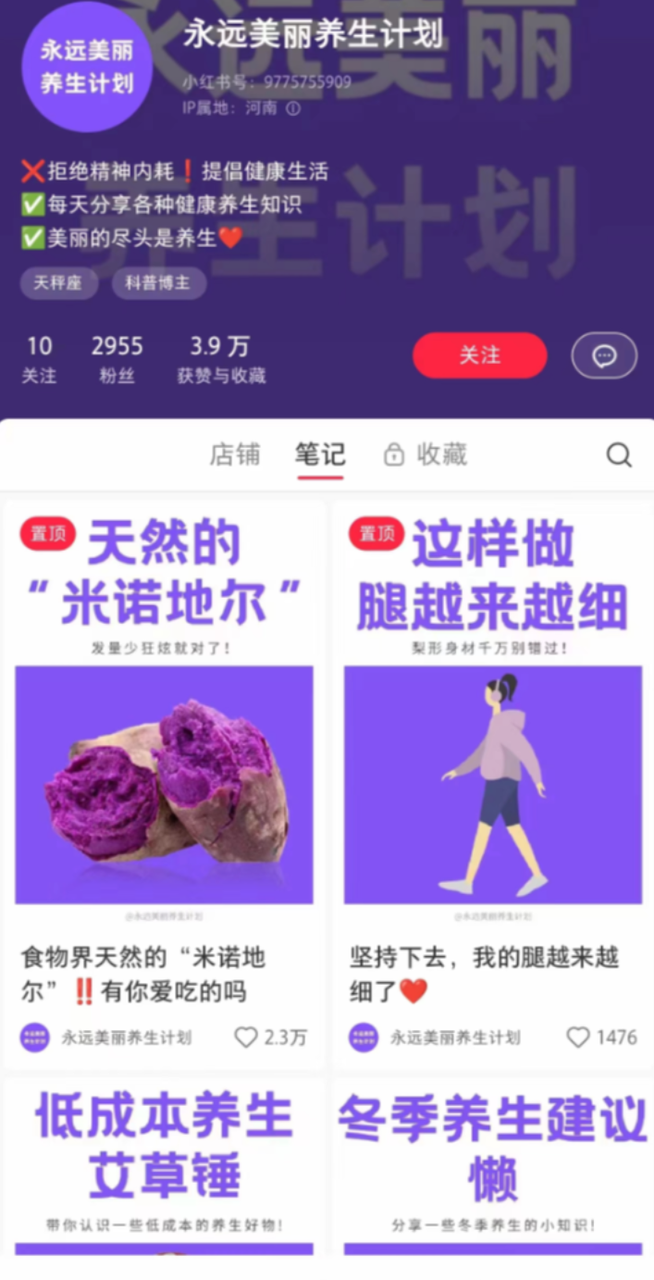 永远美丽
养生计划
永远美丽养生计划
小红书号：9775755909
IP属地：河南
❌拒绝精神内耗❗提倡健康生活
✅每天分享各种健康养生知识
✅美丽的尽头是养生❤️
天秤座
科普博主
10
关注
2955
粉丝
3.9 万
获赞与收藏
关注
店铺
笔记
收藏
置顶
天然的
“米诺地尔”
发量少狂炫就对了！
@永远美丽养生计划
食物界天然的“米诺地
尔”‼️有你爱吃的吗
永远美丽养生计划
2.3万
置顶
这样做
腿越来越细
梨形身材千万别错过！
@永远美丽养生计划
坚持下去，我的腿越来越
细了❤️
永远美丽养生计划
1476
低成本养生
艾草锤
带你认识一些低成本的养生好物！
冬季养生建议
懒
分享一些冬季养生的小知识！